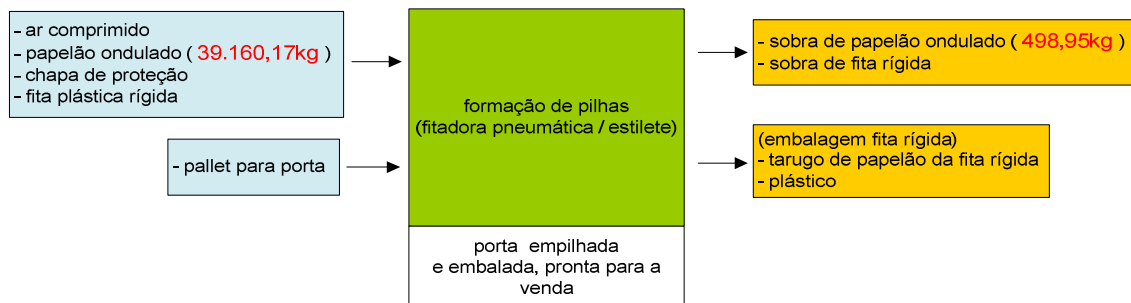 - ar comprimido
- papelão ondulado ( 39.160,17kg )
- chapa de proteção
- fita plástica rígida
- pallet para porta
formação de pilhas
(fitadora pneumática / estilete)
porta empilhada
e embalada, pronta para a
venda
- sobra de papelão ondulado ( 498,95kg )
- sobra de fita rígida
(embalagem fita rígida)
- tarugo de papelão da fita rígida
- plástico